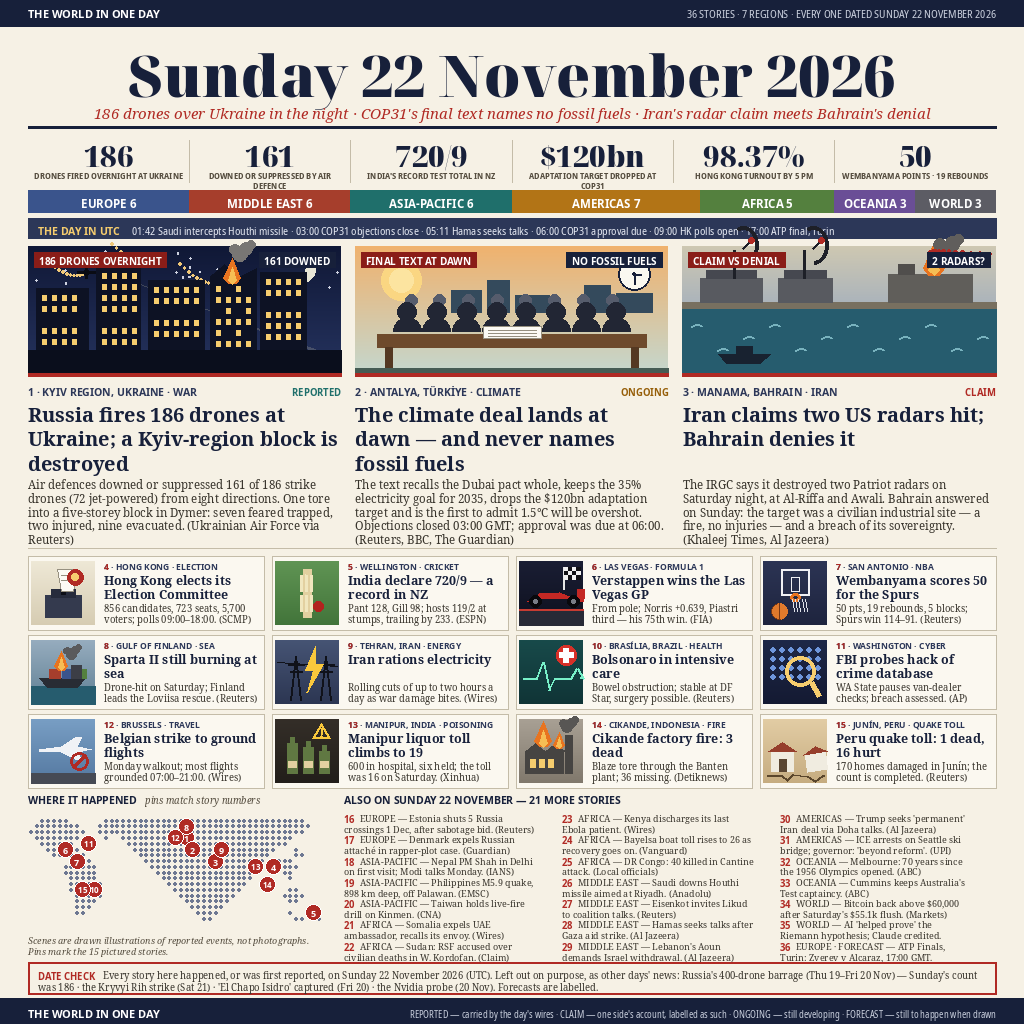 THE WORLD IN ONE DAY
36 STORIES · 7 REGIONS · EVERY ONE DATED SUNDAY 22 NOVEMBER 2026
Sunday 22 November 2026
186 drones over Ukraine in the night · COP31's final text names no fossil fuels · Iran's radar claim meets Bahrain's denial
186
DRONES FIRED OVERNIGHT AT UKRAINE
161
DOWNED OR SUPPRESSED BY AIR
DEFENCE
720/9
INDIA'S RECORD TEST TOTAL IN NZ
$120bn
ADAPTATION TARGET DROPPED AT
COP31
98.37%
HONG KONG TURNOUT BY 5 PM
50
WEMBANYAMA POINTS · 19 REBOUNDS
EUROPE 6
MIDDLE EAST 6
ASIA-PACIFIC 6
AMERICAS 7
AFRICA 5
OCEANIA 3
WORLD 3
THE DAY IN UTC
01:42 Saudi intercepts Houthi missile · 03:00 COP31 objections close · 05:11 Hamas seeks talks · 06:00 COP31 approval due · 09:00 HK polls open · 17:00 ATP final, Turin
186 DRONES OVERNIGHT
161 DOWNED
FINAL TEXT AT DAWN
NO FOSSIL FUELS
CLAIM VS DENIAL
2 RADARS?
1 · KYIV REGION, UKRAINE · WAR
REPORTED
Russia fires 186 drones at
Ukraine; a Kyiv-region block is
destroyed
Air defences downed or suppressed 161 of 186 strike
drones (72 jet-powered) from eight directions. One tore
into a five-storey block in Dymer: seven feared trapped,
two injured, nine evacuated. (Ukrainian Air Force via
Reuters)
2 · ANTALYA, TÜRKİYE · CLIMATE
ONGOING
The climate deal lands at
dawn — and never names
fossil fuels
The text recalls the Dubai pact whole, keeps the 35%
electricity goal for 2035, drops the $120bn adaptation
target and is the first to admit 1.5°C will be overshot.
Objections closed 03:00 GMT; approval was due at 06:00.
(Reuters, BBC, The Guardian)
3 · MANAMA, BAHRAIN · IRAN
CLAIM
Iran claims two US radars hit;
Bahrain denies it
The IRGC says it destroyed two Patriot radars on
Saturday night, at Al-Riffa and Awali. Bahrain answered
on Sunday: the target was a civilian industrial site — a
fire, no injuries — and a breach of its sovereignty.
(Khaleej Times, Al Jazeera)
4 · HONG KONG · ELECTION
Hong Kong elects its
Election Committee
856 candidates, 723 seats, 5,700
voters; polls 09:00–18:00. (SCMP)
5 · WELLINGTON · CRICKET
India declare 720/9 — a
record in NZ
Pant 128, Gill 98; hosts 119/2 at
stumps, trailing by 233. (ESPN)
6 · LAS VEGAS · FORMULA 1
Verstappen wins the Las
Vegas GP
From pole; Norris +0.639, Piastri
third — his 75th win. (FIA)
7 · SAN ANTONIO · NBA
Wembanyama scores 50
for the Spurs
50 pts, 19 rebounds, 5 blocks;
Spurs win 114–91. (Reuters)
8 · GULF OF FINLAND · SEA
Sparta II still burning at
sea
Drone-hit on Saturday; Finland
leads the Loviisa rescue. (Reuters)
9 · TEHRAN, IRAN · ENERGY
Iran rations electricity
Rolling cuts of up to two hours a
day as war damage bites. (Wires)
10 · BRASÍLIA, BRAZIL · HEALTH
Bolsonaro in intensive
care
Bowel obstruction; stable at DF
Star, surgery possible. (Reuters)
11 · WASHINGTON · CYBER
FBI probes hack of
crime database
WA State pauses van-dealer
checks; breach assessed. (AP)
12 · BRUSSELS · TRAVEL
Belgian strike to ground
flights
Monday walkout; most flights
grounded 07:00–21:00. (Wires)
13 · MANIPUR, INDIA · POISONING
Manipur liquor toll
climbs to 19
600 in hospital, six held; the toll
was 16 on Saturday. (Xinhua)
14 · CIKANDE, INDONESIA · FIRE
Cikande factory fire: 3
dead
Blaze tore through the Banten
plant; 36 missing. (Detiknews)
15 · JUNÍN, PERU · QUAKE TOLL
Peru quake toll: 1 dead,
16 hurt
170 homes damaged in Junín; the
count is completed. (Reuters)
WHERE IT HAPPENED pins match story numbers
8
12 1
11
6
2
9
7
3
13
4
14
15 10
5
Scenes are drawn illustrations of reported events, not photographs.
Pins mark the 15 pictured stories.
ALSO ON SUNDAY 22 NOVEMBER — 21 MORE STORIES
16 EUROPE — Estonia shuts 5 Russia
crossings 1 Dec, after sabotage bid. (Reuters)
17 EUROPE — Denmark expels Russian
attaché in rapper-plot case. (Guardian)
18 ASIA-PACIFIC — Nepal PM Shah in Delhi
on first visit; Modi talks Monday. (IANS)
19 ASIA-PACIFIC — Philippines M5.9 quake,
898 km deep, off Palimbang. (EMSC)
20 ASIA-PACIFIC — Taiwan holds live-fire
drill on Kinmen. (CNA)
21 AFRICA — Somalia expels UAE
ambassador, recalls its envoy. (Wires)
22 AFRICA — Sudan: RSF accused over
civilian deaths in W. Kordofan. (Claim)
23 AFRICA — Kenya discharges its last
Ebola patient. (Wires)
24 AFRICA — Bayelsa boat toll rises to 26 as
recovery goes on. (Vanguard)
25 AFRICA — DR Congo: 40 killed in Cantine
attack. (Local officials)
26 MIDDLE EAST — Saudi downs Houthi
missile aimed at Riyadh. (Anadolu)
27 MIDDLE EAST — Eisenkot invites Likud
to coalition talks. (Reuters)
28 MIDDLE EAST — Hamas seeks talks after
Gaza aid strike. (Al Jazeera)
29 MIDDLE EAST — Lebanon's Aoun
demands Israel withdrawal. (Al Jazeera)
30 AMERICAS — Trump seeks 'permanent'
Iran deal via Doha talks. (Al Jazeera)
31 AMERICAS — ICE arrests on Seattle ski
bridge; governor: 'beyond reform'. (UPI)
32 OCEANIA — Melbourne: 70 years since
the 1956 Olympics opened. (ABC)
33 OCEANIA — Cummins keeps Australia's
Test captaincy. (ABC)
34 WORLD — Bitcoin back above $60,000
after Saturday's $55.1k flush. (Markets)
35 WORLD — AI 'helped prove' the
Riemann hypothesis; Claude credited.
36 EUROPE · FORECAST — ATP Finals,
Turin: Zverev v Alcaraz, 17:00 GMT.
DATE CHECK Every story here happened, or was first reported, on Sunday 22 November 2026 (UTC). Left out on purpose, as other days' news: Russia's 400-drone barrage (Thu 19–Fri 20 Nov) — Sunday's count
was 186 · the Kryvyi Rih strike (Sat 21) · 'El Chapo Isidro' captured (Fri 20) · the Nvidia probe (20 Nov). Forecasts are labelled.
THE WORLD IN ONE DAY
REPORTED — carried by the day's wires · CLAIM — one side's account, labelled as such · ONGOING — still developing · FORECAST — still to happen when drawn